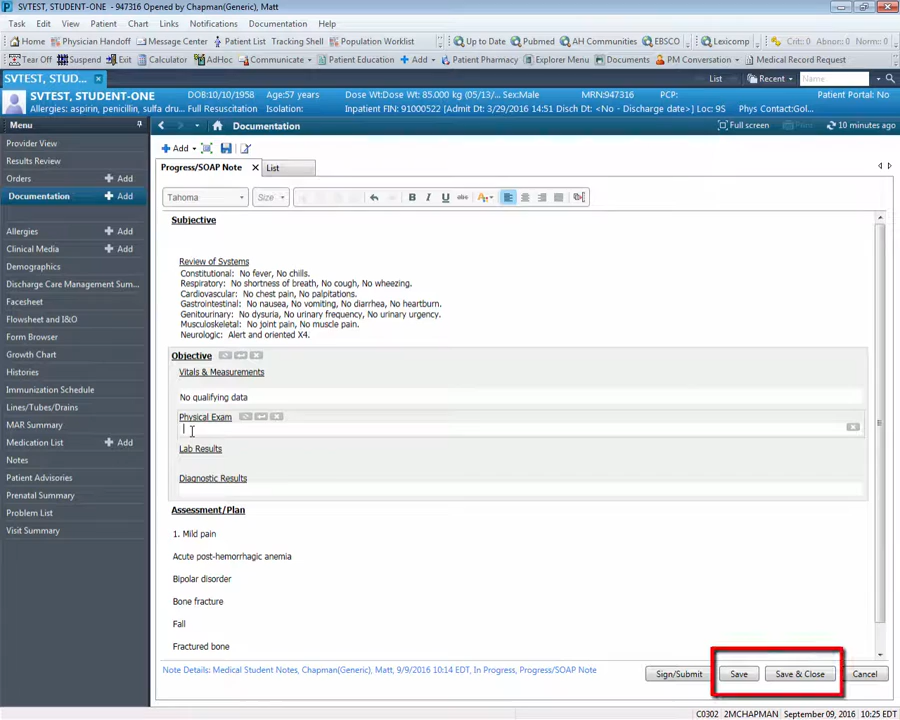 SVTEST, STUDENT-ONE - 947316 Opened by Chapman(Generic), Matt
Task Edit View Patient Chart Links Notifications Documentation Help
Home Physician Handoff Message Center Patient List Tracking Shell Population Worklist Up to Date Pubmed AH Communities EBSCO Lexicomp Crit: 0 Abnor: 0 Norm: 0
Tear Off Suspend Exit Calculator AdHoc Communicate Patient Education Add Patient Pharmacy Explorer Menu Documents PM Conversation Medical Record Request
SVTEST, STUD... List Recent Name
SVTEST, STUDENT-ONE DOB:10/10/1958 Age:57 years Dose Wt:Dose Wt: 85.000 kg (05/13/... Sex:Male MRN:947316 PCP: Patient Portal: No
Allergies: aspirin, penicillin, sulfa dru... Full Resuscitation Isolation: Inpatient FIN: 91000522 [Admit Dt: 3/29/2016 14:51 Disch Dt: <No - Discharge date>] Loc: 9S Phys Contact:Gol...
Menu
Documentation Full screen Print 10 minutes ago
Provider View
Results Review
Orders Add
Documentation Add
Allergies Add
Clinical Media Add
Demographics
Discharge Care Management Sum...
Facesheet
Flowsheet and I&O
Form Browser
Growth Chart
Histories
Immunization Schedule
Lines/Tubes/Drains
MAR Summary
Medication List Add
Notes
Patient Advisories
Prenatal Summary
Problem List
Visit Summary
Add
Progress/SOAP Note List
Tahoma Size B I U abc A
Subjective
Review of Systems
Constitutional: No fever, No chills.
Respiratory: No shortness of breath, No cough, No wheezing.
Cardiovascular: No chest pain, No palpitations.
Gastrointestinal: No nausea, No vomiting, No diarrhea, No heartburn.
Genitourinary: No dysuria, No urinary frequency, No urinary urgency.
Musculoskeletal: No joint pain, No muscle pain.
Neurologic: Alert and oriented X4.
Objective
Vitals & Measurements
No qualifying data
Physical Exam
Lab Results
Diagnostic Results
Assessment/Plan
1. Mild pain
Acute post-hemorrhagic anemia
Bipolar disorder
Bone fracture
Fall
Fractured bone
Note Details: Medical Student Notes, Chapman(Generic), Matt, 9/9/2016 10:14 EDT, In Progress, Progress/SOAP Note
Sign/Submit Save Save & Close Cancel
C0302 2MCHAPMAN September 09, 2016 10:25 EDT